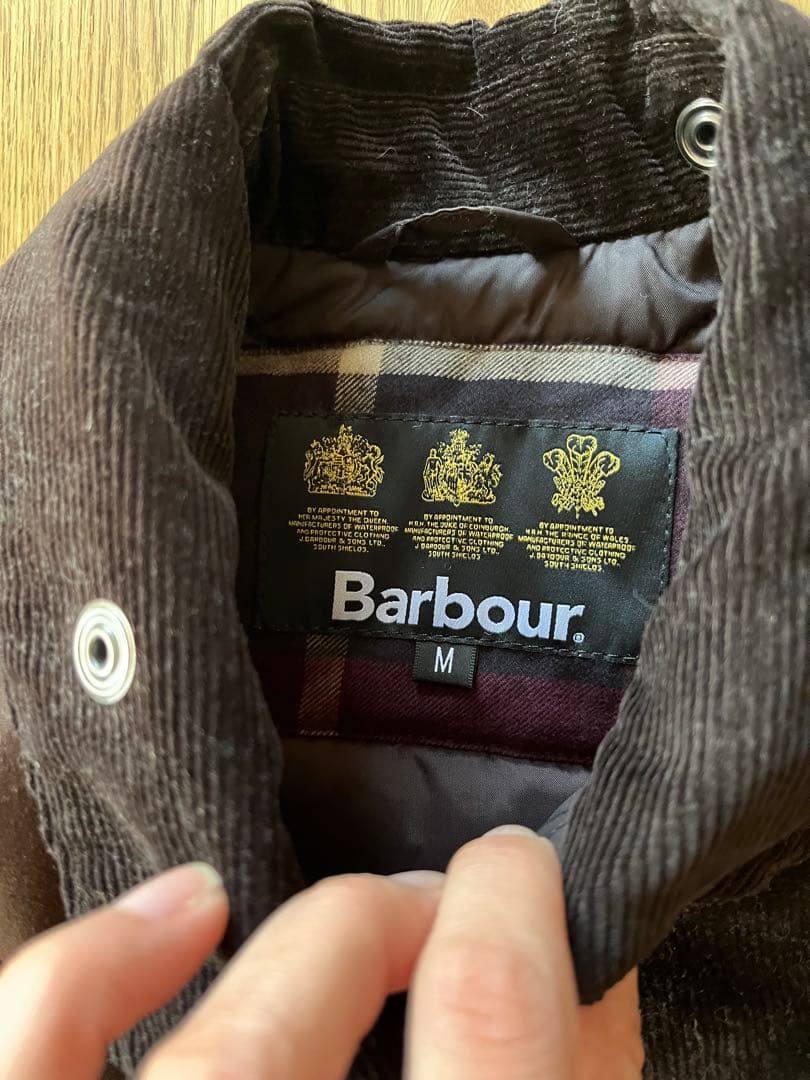 BY APPOINTMENT TO
HER MAJESTY THE QUEEN.
MANUFACTURERS OF WATERPROOF
AND PROTECTIVE CLOTHING
J.BARBOUR & SONS LTD.
SOUTH SHIELDS.
BY APPOINTMENT TO
H.R.H. THE DUKE OF EDINBURGH.
MANUFACTURERS OF WATERPROOF
AND PROTECTIVE CLOTHING
J.BARBOUR & SONS LTD.
SOUTH SHIELDS.
BY APPOINTMENT TO
H.R.H. THE PRINCE OF WALES.
MANUFACTURERS OF WATERPROOF
AND PROTECTIVE CLOTHING
J.BARBOUR & SONS LTD.
SOUTH SHIELDS.
Barbour®
M